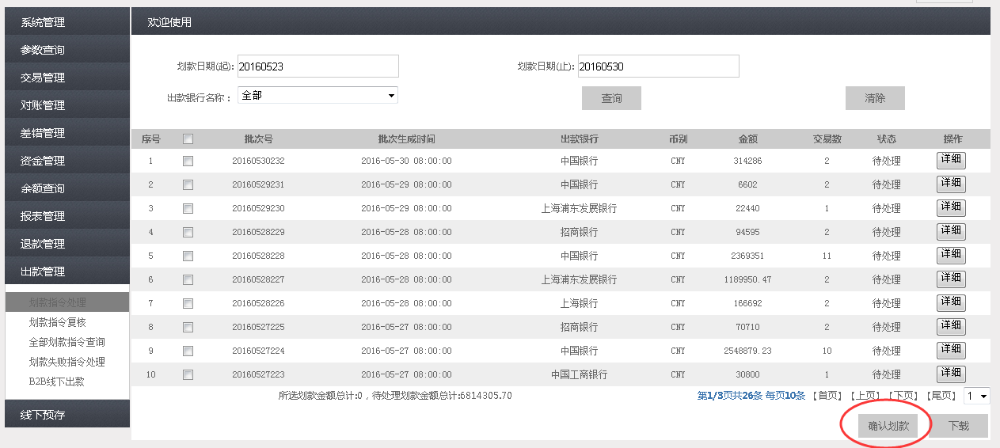 系统管理
参数查询
交易管理
对账管理
差错管理
资金管理
余额查询
报表管理
退款管理
出款管理
划款指令处理
划款指令复核
全部划款指令查询
划款失败指令处理
B2B线下出款
线下预存
欢迎使用
划款日期(起): 20160523 划款日期(止): 20160530
出款银行名称： 全部 查询 清除
序号 批次号 批次生成时间 出款银行 币别 金额 交易数 状态 操作
1 20160530232 2016-05-30 08:00:00 中国银行 CNY 314286 2 待处理 详细
2 20160529231 2016-05-29 08:00:00 中国银行 CNY 6602 2 待处理 详细
3 20160529230 2016-05-29 08:00:00 上海浦东发展银行 CNY 22440 1 待处理 详细
4 20160528229 2016-05-28 08:00:00 招商银行 CNY 94595 2 待处理 详细
5 20160528228 2016-05-28 08:00:00 中国银行 CNY 2369351 11 待处理 详细
6 20160528227 2016-05-28 08:00:00 上海浦东发展银行 CNY 1189950.47 2 待处理 详细
7 20160528226 2016-05-28 08:00:00 上海银行 CNY 166692 2 待处理 详细
8 20160527225 2016-05-27 08:00:00 招商银行 CNY 70710 2 待处理 详细
9 20160527224 2016-05-27 08:00:00 中国银行 CNY 2548879.23 10 待处理 详细
10 20160527223 2016-05-27 08:00:00 中国工商银行 CNY 30800 1 待处理 详细
所选划款金额总计:0，待处理划款金额总计:6814305.70 第1/3页共26条 每页10条 【首页】【上页】【下页】【尾页】 1
确认划款 下载